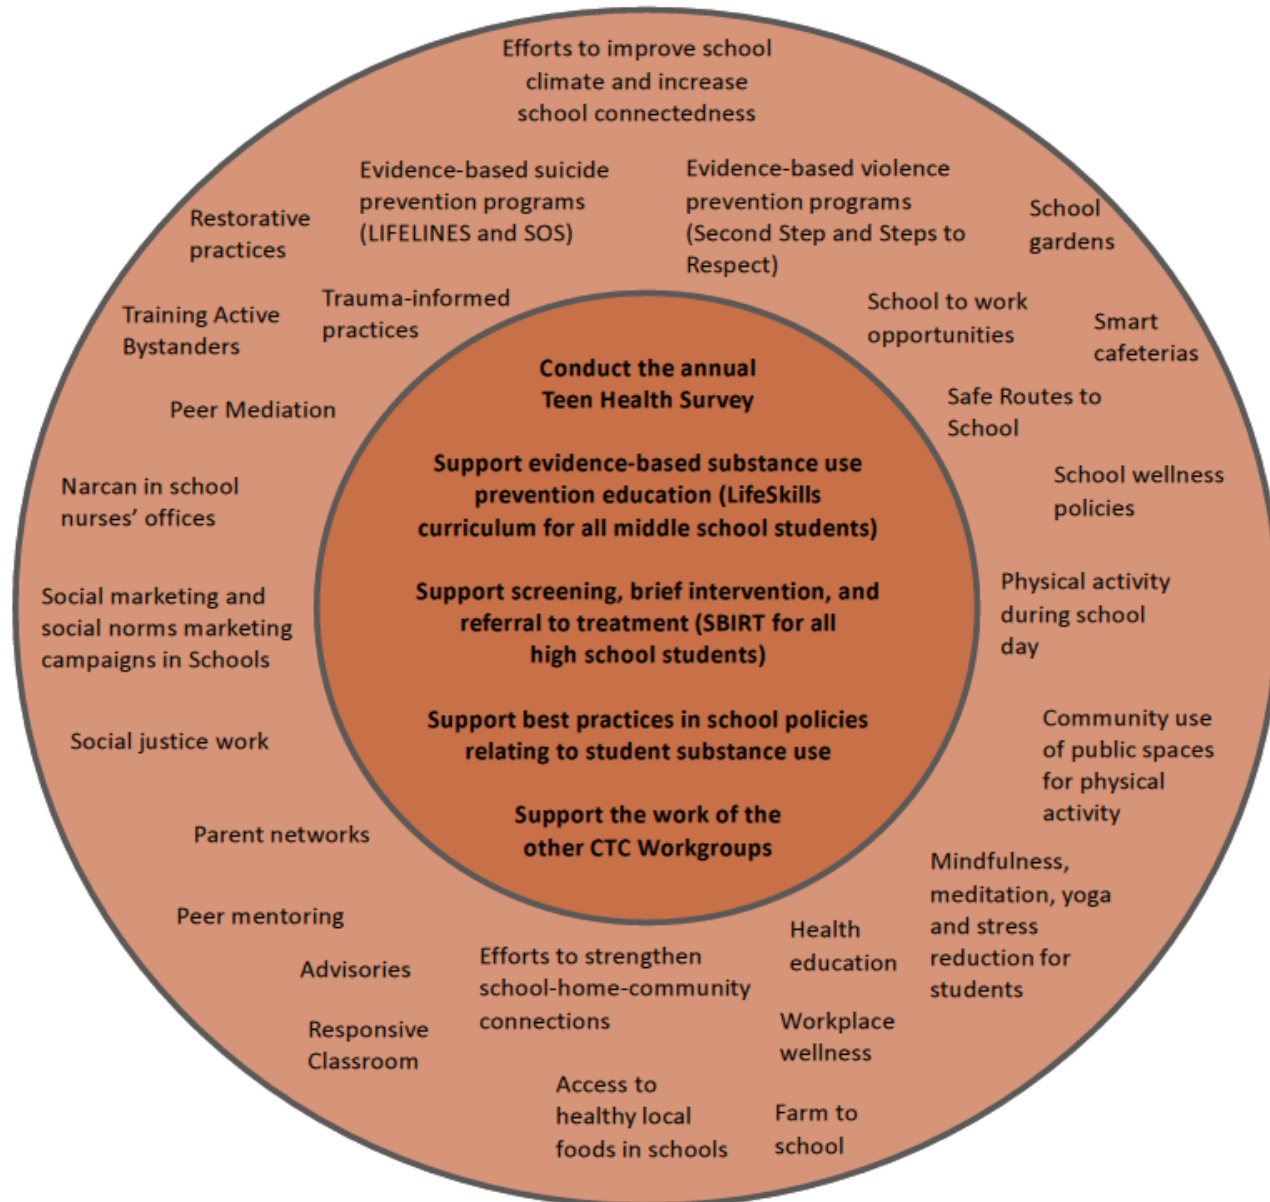 Efforts to improve school
climate and increase
school connectedness
Evidence-based suicide
prevention programs
(LIFELINES and SOS)
Evidence-based violence
prevention programs
(Second Step and Steps to
Respect)
Restorative
practices
School
gardens
Training Active
Bystanders
Trauma-informed
practices
School to work
opportunities
Smart
cafeterias
Peer Mediation
Safe Routes to
School
Narcan in school
nurses’ offices
School wellness
policies
Social marketing and
social norms marketing
campaigns in Schools
Physical activity
during school
day
Social justice work
Community use
of public spaces
for physical
activity
Parent networks
Mindfulness,
meditation, yoga
and stress
reduction for
students
Peer mentoring
Advisories
Efforts to strengthen
school-home-community
connections
Health
education
Responsive
Classroom
Workplace
wellness
Access to
healthy local
foods in schools
Farm to
school
Conduct the annual
Teen Health Survey
Support evidence-based substance use
prevention education (LifeSkills
curriculum for all middle school students)
Support screening, brief intervention, and
referral to treatment (SBIRT for all
high school students)
Support best practices in school policies
relating to student substance use
Support the work of the
other CTC Workgroups